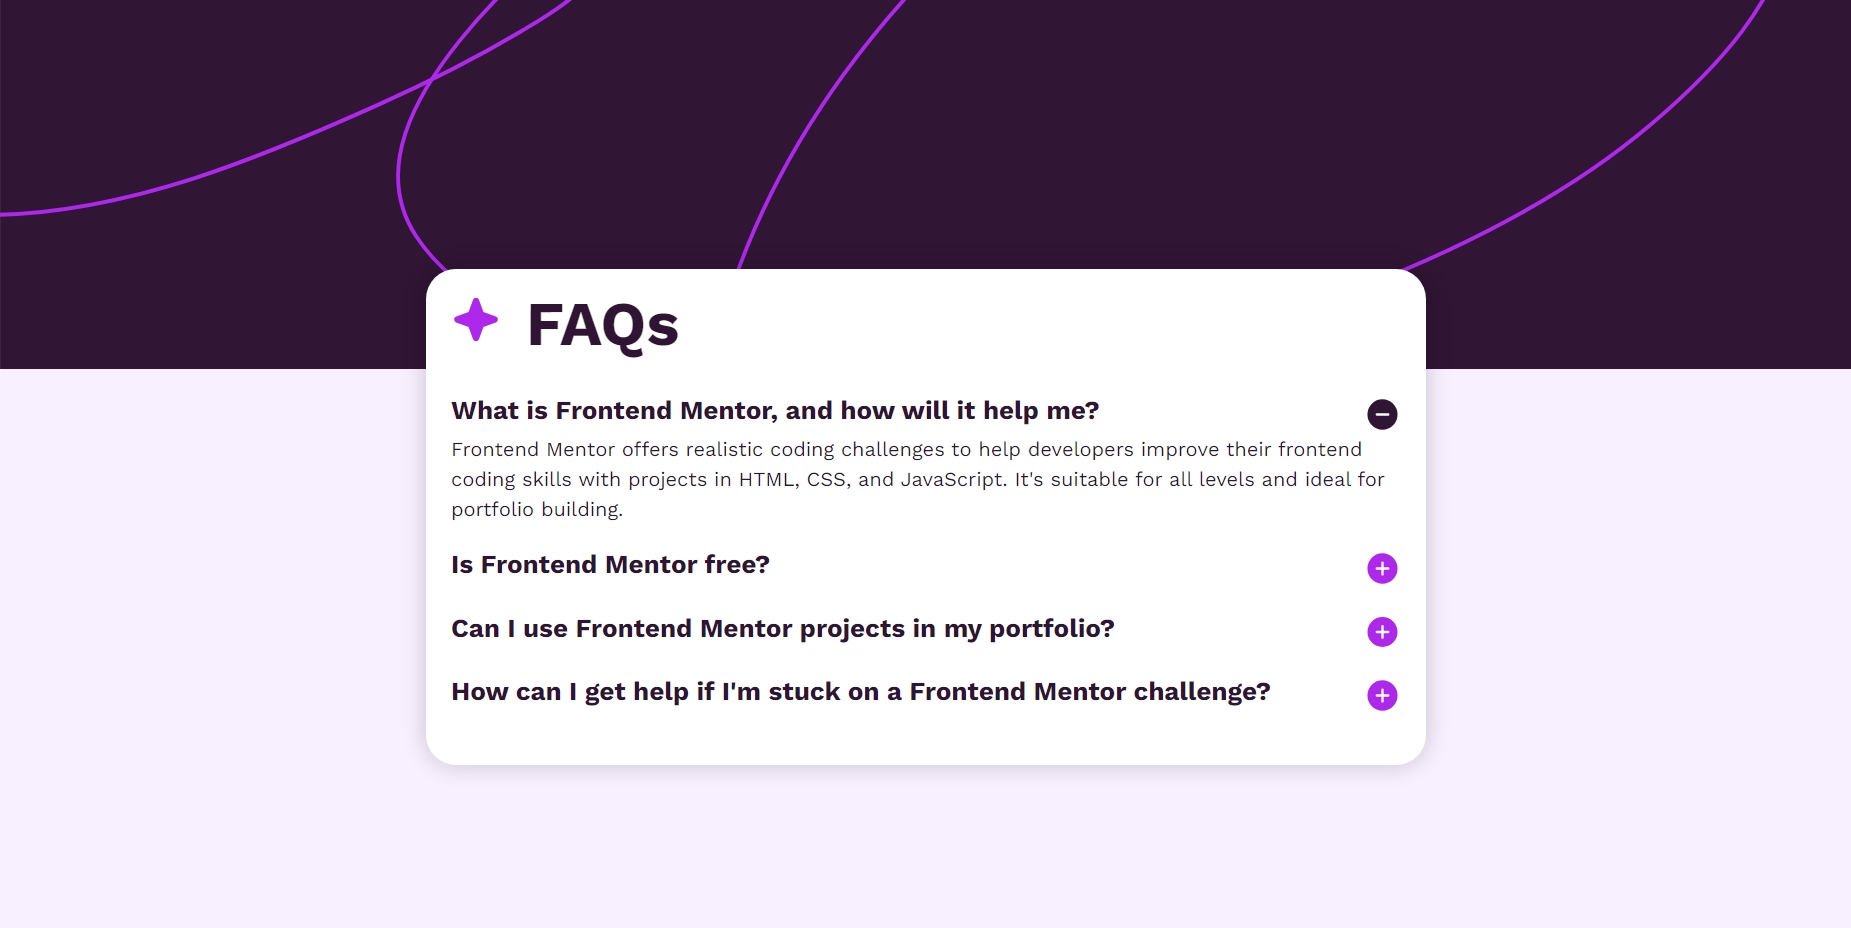 FAQs
What is Frontend Mentor, and how will it help me?
Frontend Mentor offers realistic coding challenges to help developers improve their frontend
coding skills with projects in HTML, CSS, and JavaScript. It's suitable for all levels and ideal for
portfolio building.
Is Frontend Mentor free?
Can I use Frontend Mentor projects in my portfolio?
How can I get help if I'm stuck on a Frontend Mentor challenge?